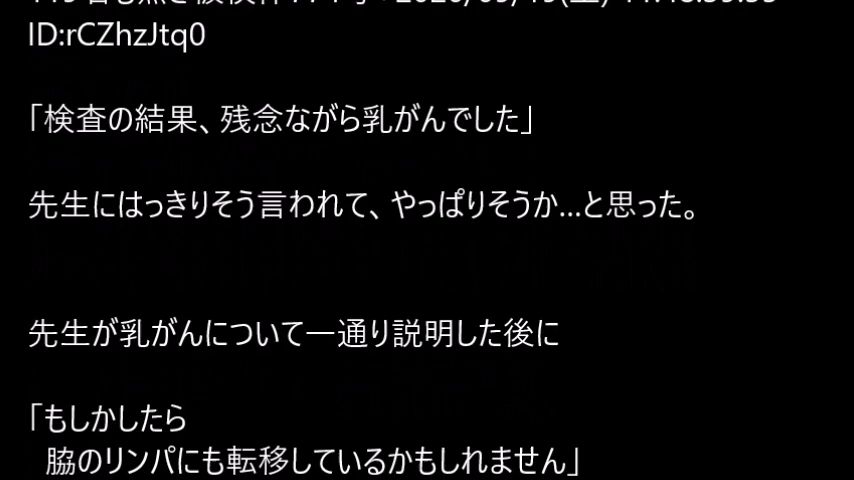 ID:rCZhzJtq0
「検査の結果、残念ながら乳がんでした」
先生にはっきりそう言われて、やっぱりそうか…と思った。
先生が乳がんについて一通り説明した後に
「もしかしたら
脇のリンパにも転移しているかもしれません」